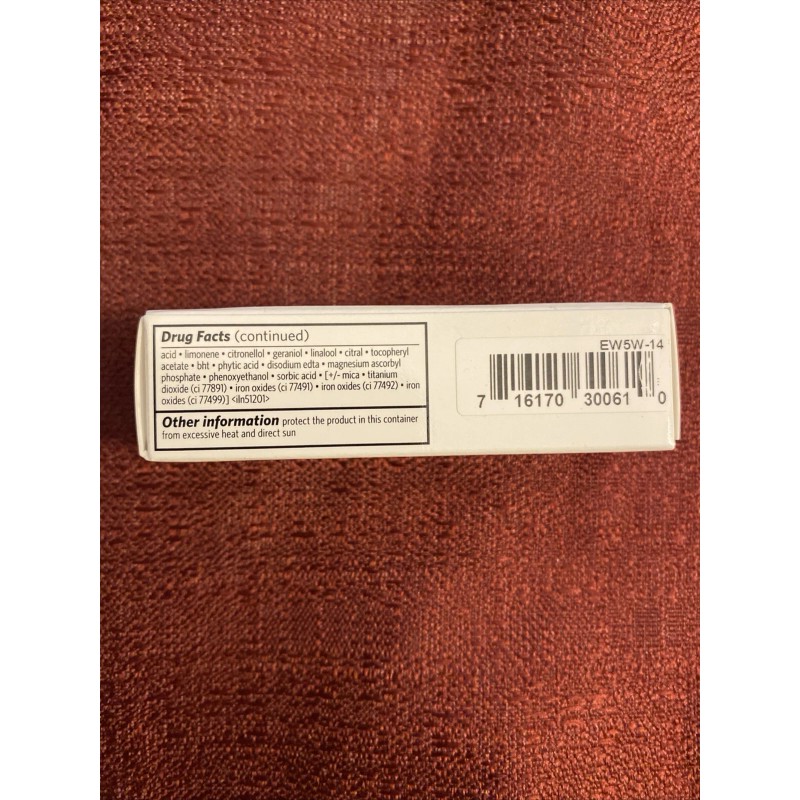 Drug Facts (continued)
acid • limonene • citronellol • geraniol • linalool • citral • tocopheryl
acetate • bht • phytic acid • disodium edta • magnesium ascorbyl
phosphate • phenoxyethanol • sorbic acid • [+/- mica • titanium
dioxide (ci 77891) • iron oxides (ci 77491) • iron oxides (ci 77492) • iron
oxides (ci 77499)] <iln51201>
Other information protect the product in this container
from excessive heat and direct sun
EW5W-14
7 16170 30061 0